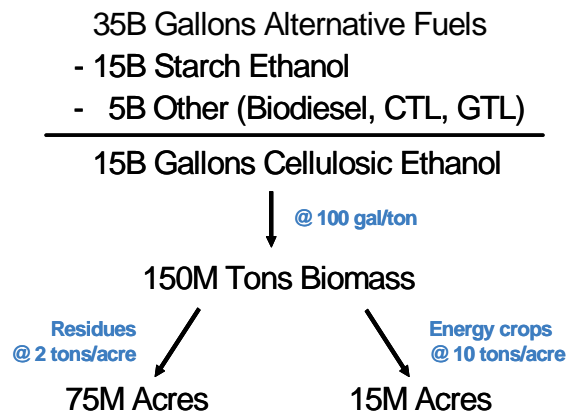 35B Gallons Alternative Fuels
- 15B Starch Ethanol
- 5B Other (Biodiesel, CTL, GTL)
15B Gallons Cellulosic Ethanol
@ 100 gal/ton
150M Tons Biomass
Residues
@ 2 tons/acre
Energy crops
@ 10 tons/acre
75M Acres
15M Acres